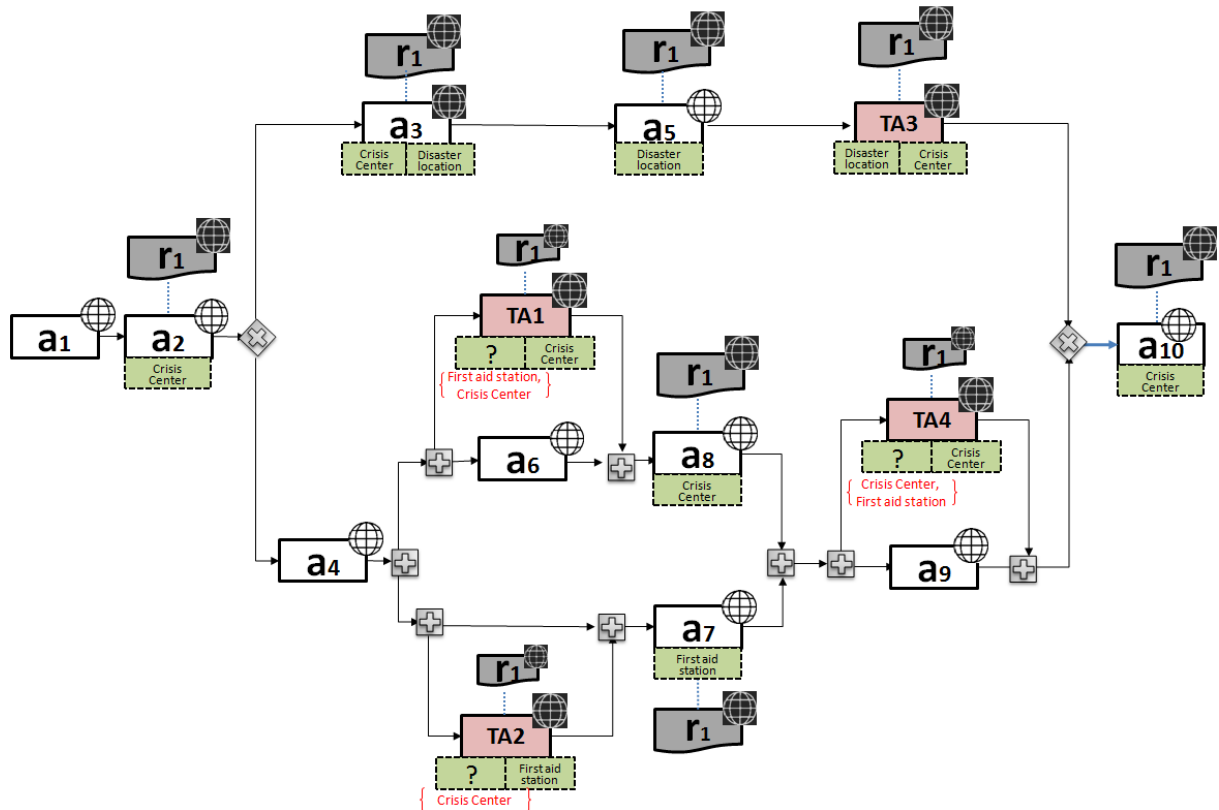 r1
r1
r1
a3
a5
TA3
Crisis
Center
Disaster
location
Disaster
location
Disaster
location
Crisis
Center
r1
r1
r1
a1
a2
TA1
a10
Crisis
Center
?
Crisis
Center
Crisis
Center
{ First aid station,
Crisis Center }
r1
r1
a6
a8
TA4
Crisis
Center
?
Crisis
Center
{ Crisis Center,
First aid station }
a4
a9
a7
First aid
station
r1
r1
TA2
?
First aid
station
{ Crisis Center }